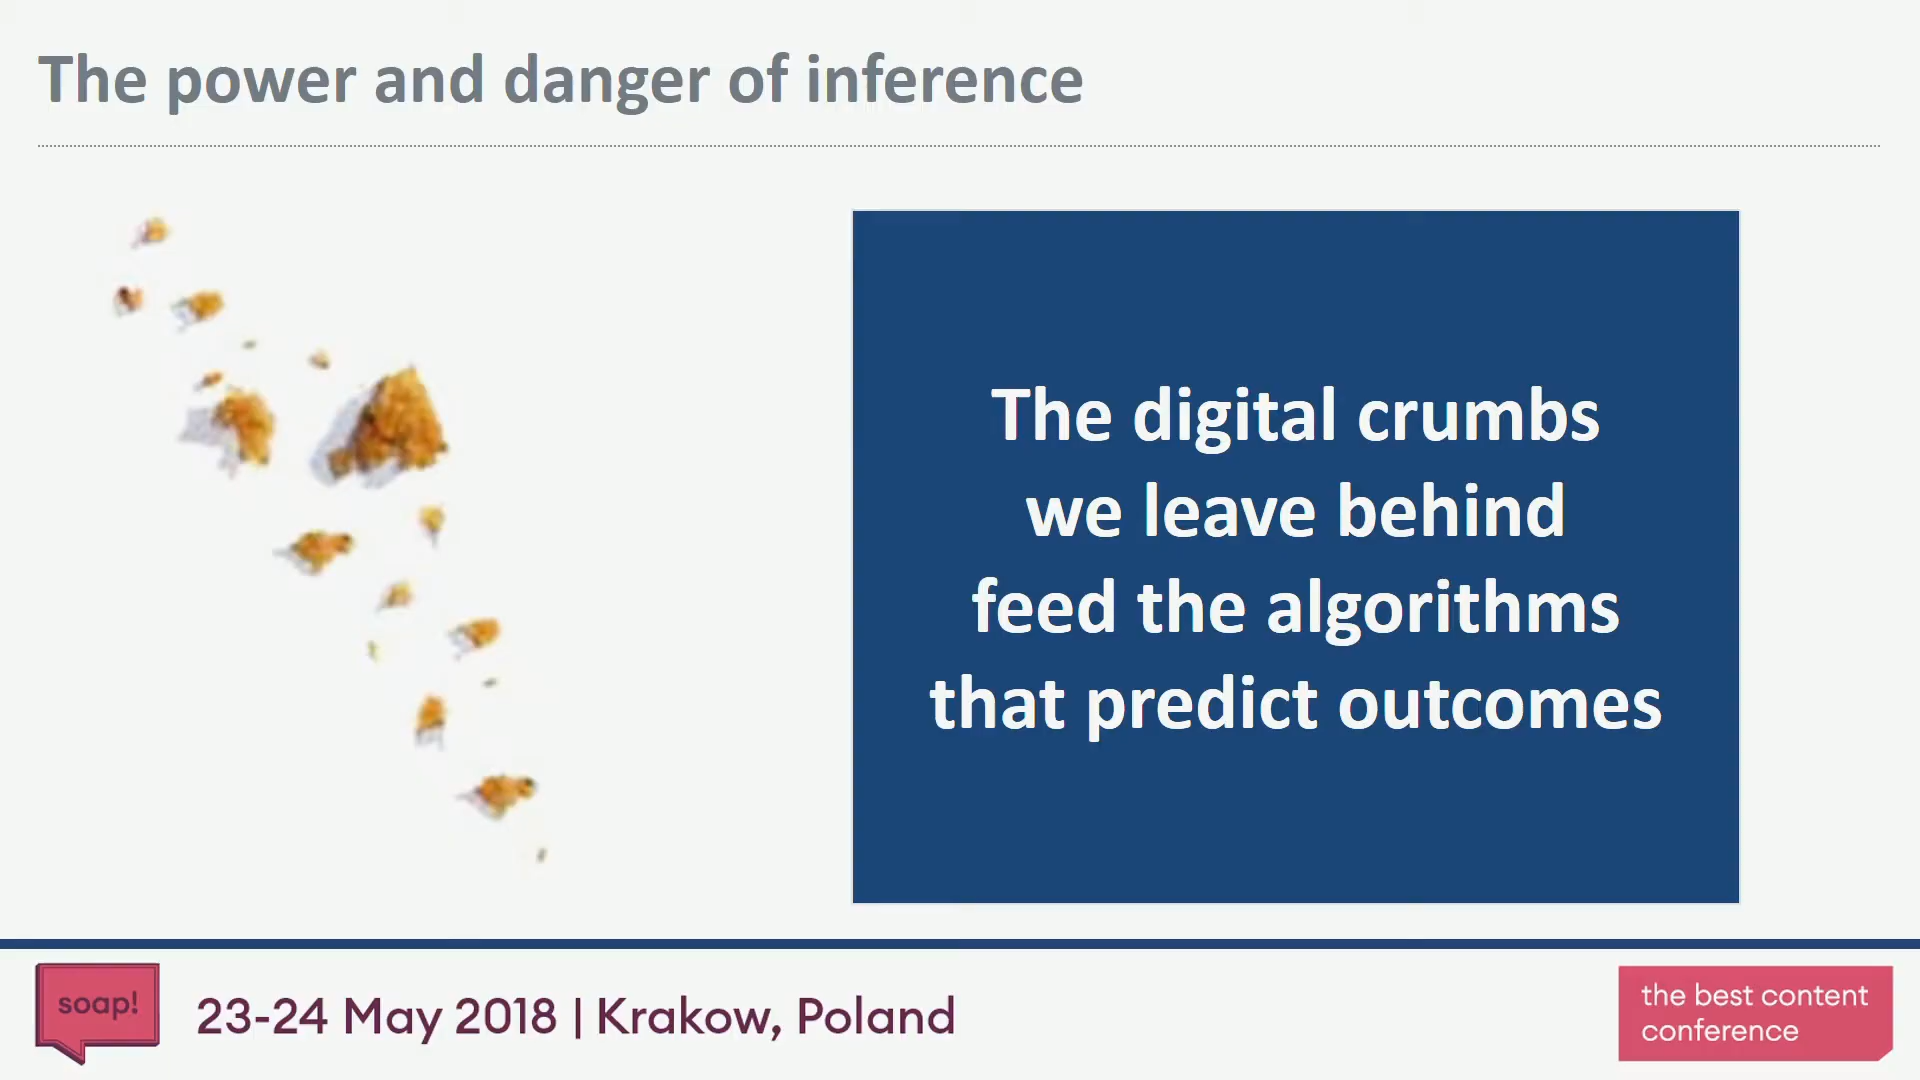 The power and danger of inference
The digital crumbs
we leave behind
feed the algorithms
that predict outcomes
soap!
23-24 May 2018 | Krakow, Poland
the best content
conference